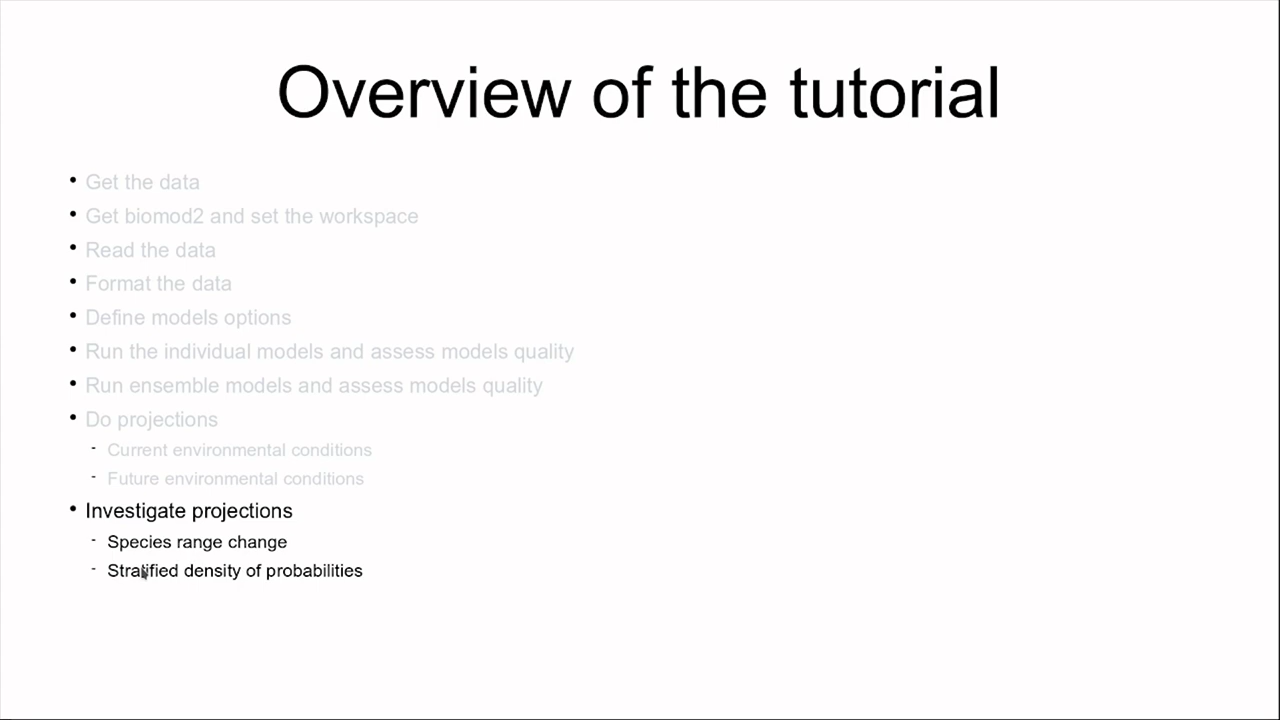 Overview of the tutorial
• Get the data
• Get biomod2 and set the workspace
• Read the data
• Format the data
• Define models options
• Run the individual models and assess models quality
• Run ensemble models and assess models quality
• Do projections
- Current environmental conditions
- Future environmental conditions
• Investigate projections
- Species range change
- Stratified density of probabilities